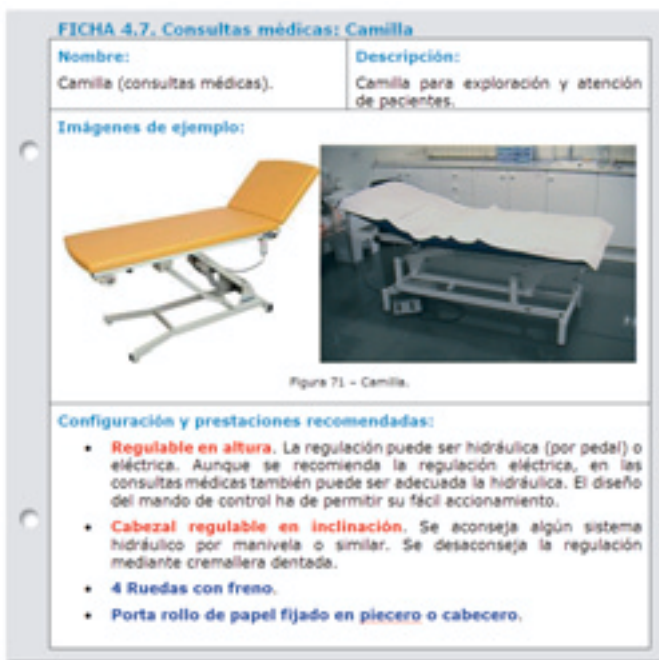 FICHA 4.7. Consultas médicas: Camilla
Nombre:
Camilla (consultas médicas).
Descripción:
Camilla para exploración y atención
de pacientes.
Imágenes de ejemplo:
Figura 71 – Camilla.
Configuración y prestaciones recomendadas:
• Regulable en altura. La regulación puede ser hidráulica (por pedal) o
eléctrica. Aunque se recomienda la regulación eléctrica, en las
consultas médicas también puede ser adecuada la hidráulica. El diseño
del mando de control ha de permitir su fácil accionamiento.
• Cabezal regulable en inclinación. Se aconseja algún sistema
hidráulico por manivela o similar. Se desaconseja la regulación
mediante cremallera dentada.
• 4 Ruedas con freno.
• Porta rollo de papel fijado en piecero o cabecero.